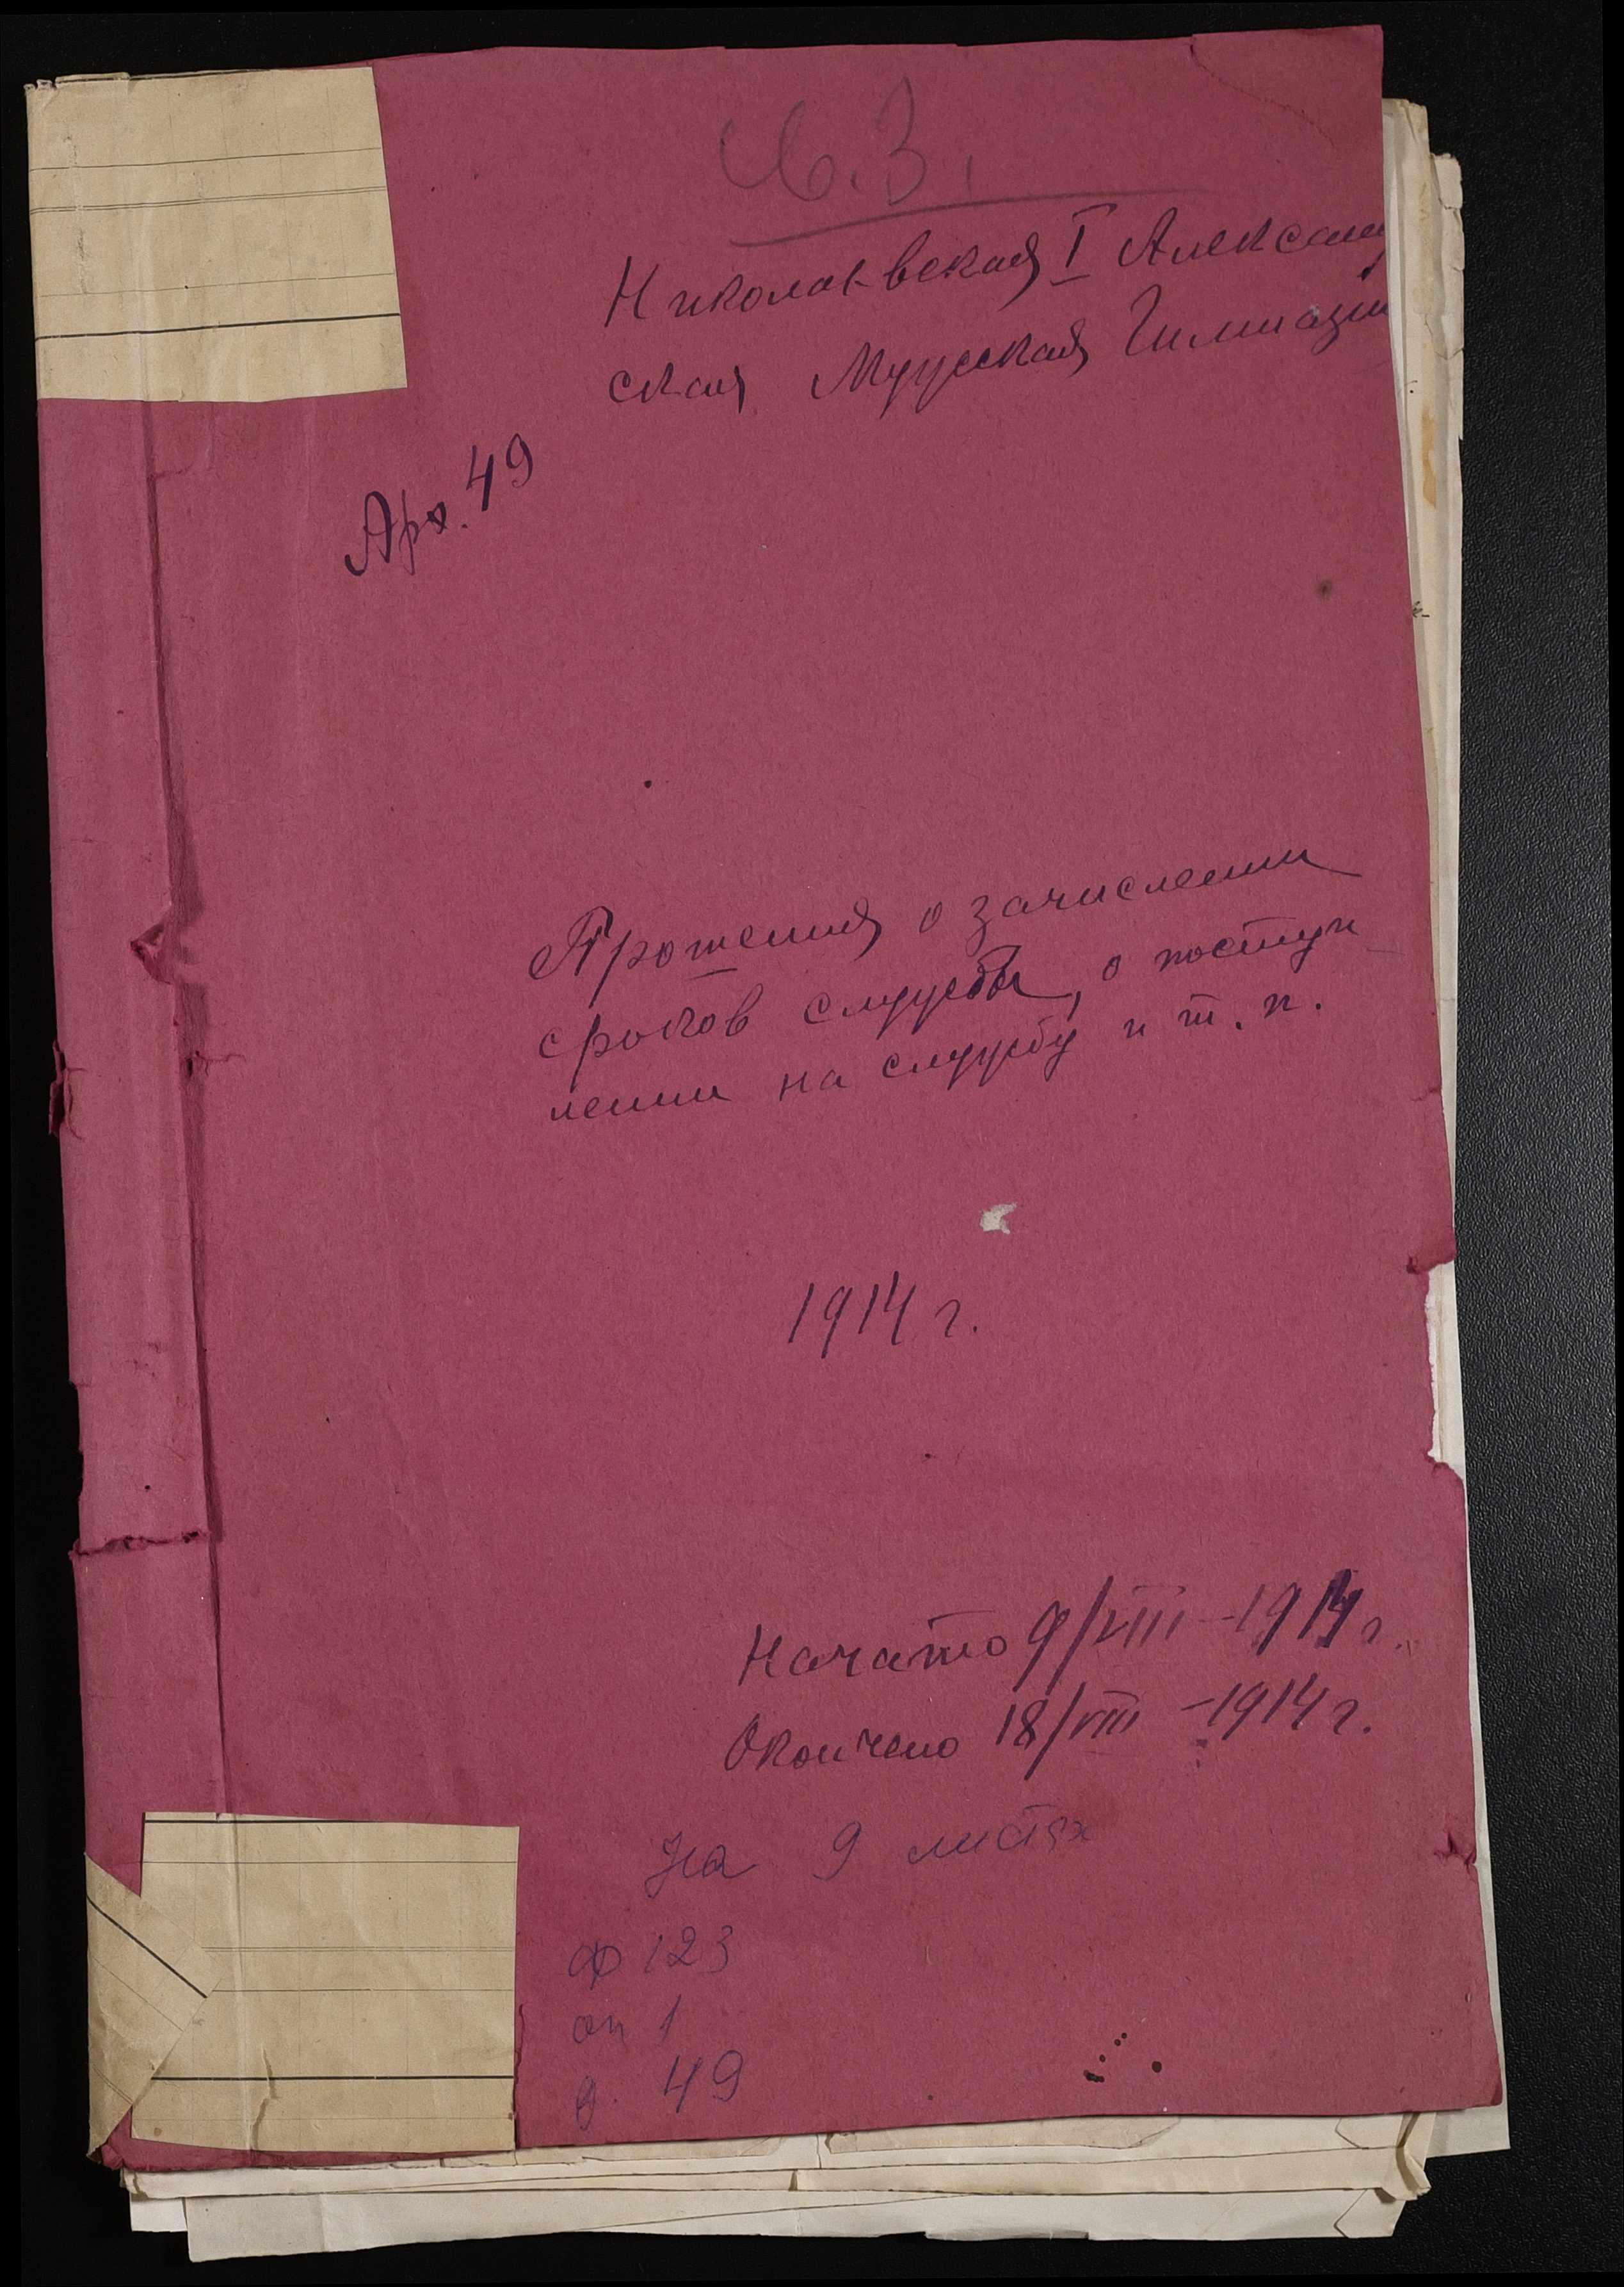 Николаевская I Алексан
ская Мужская Гимназия
Арх. 49
Прошения о зачислении
сроков службы, о поступ
лении на службу и т. п.
1914 г.
Начато 9/VIII - 1914 г.
Окончено 18/VIII - 1914 г.
На 9 листах
ф 123
оп 1
д. 49